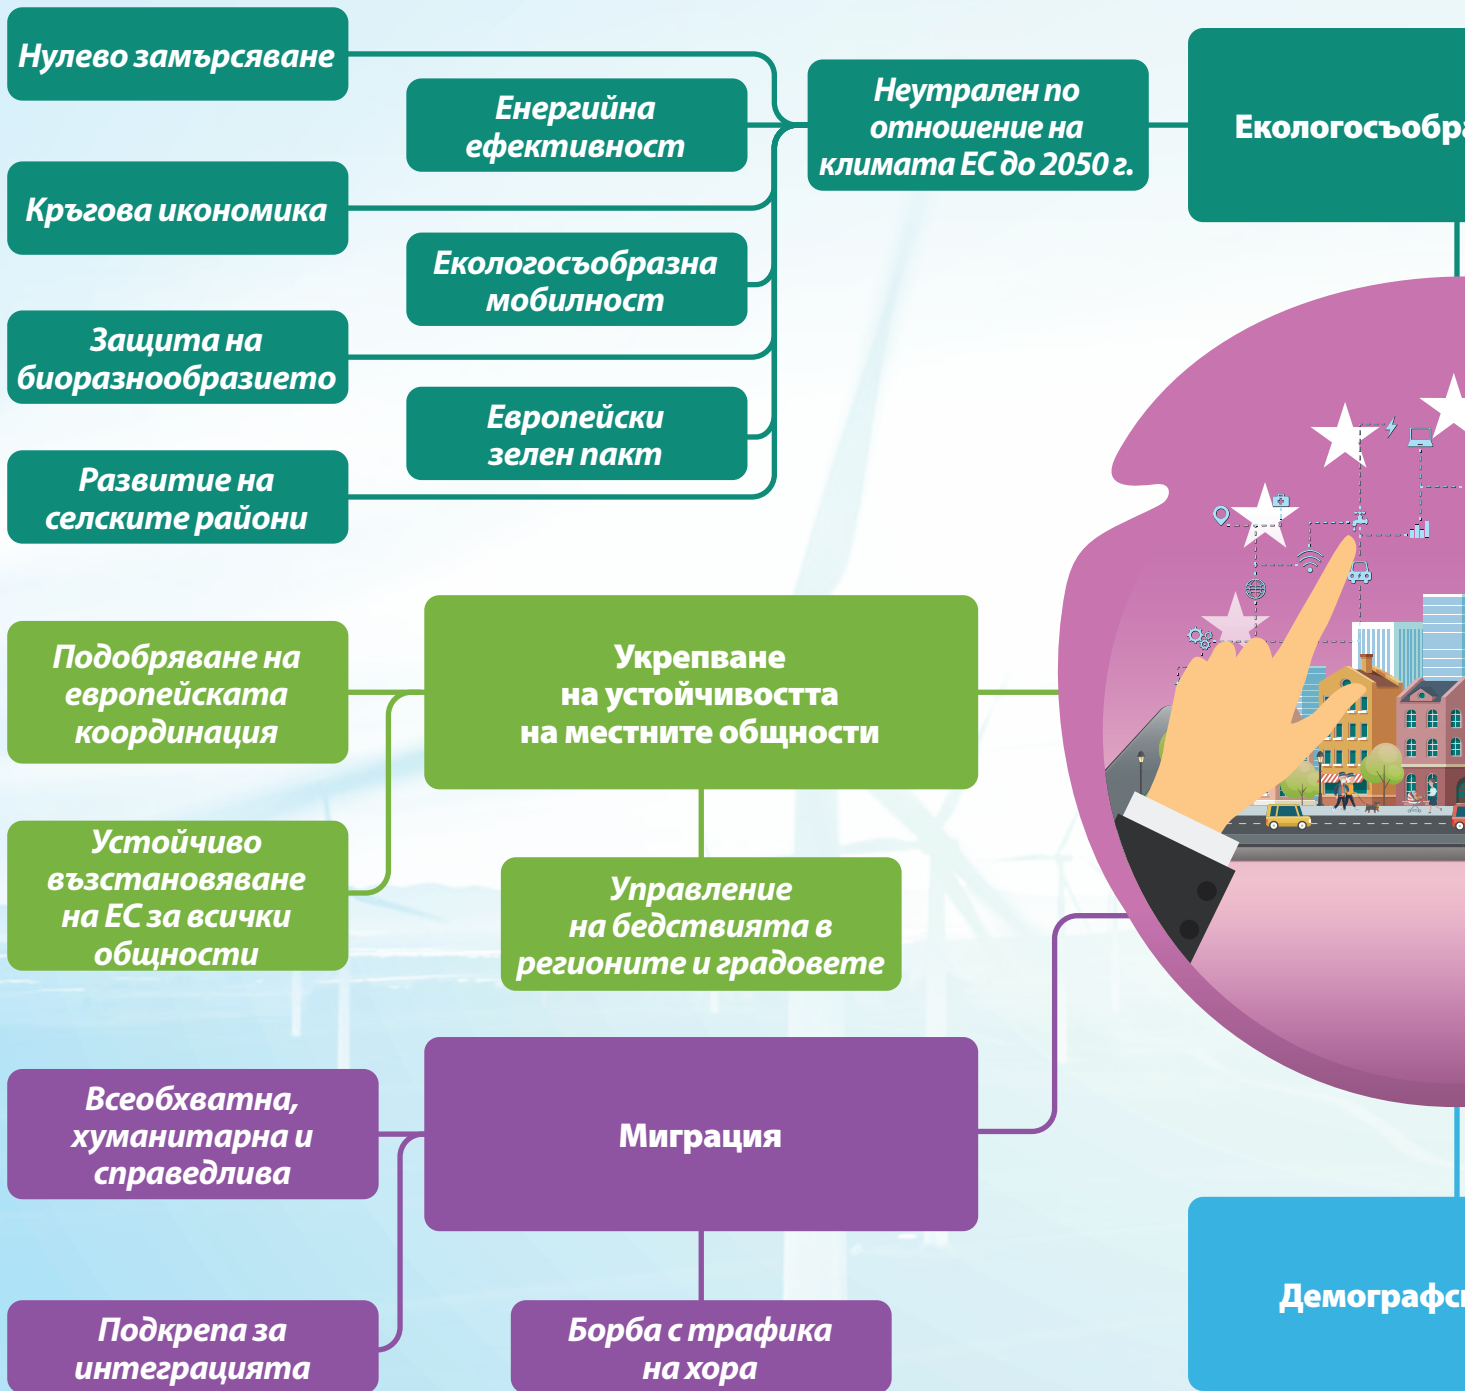 Нулево замърсяване
Енергийна
ефективност
Неутрален по
отношение на
климата ЕС до 2050 г.
Кръгова икономика
Екологосъобразна
мобилност
Защита на
биоразнообразието
Европейски
зелен пакт
Развитие на
селските райони
Подобряване на
европейската
координация
Укрепване
на устойчивостта
на местните общности
Устойчиво
възстановяване
на ЕС за всички
общности
Управление
на бедствията в
регионите и градовете
Всеобхватна,
хуманитарна и
справедлива
Миграция
Подкрепа за
интеграцията
Борба с трафика
на хора